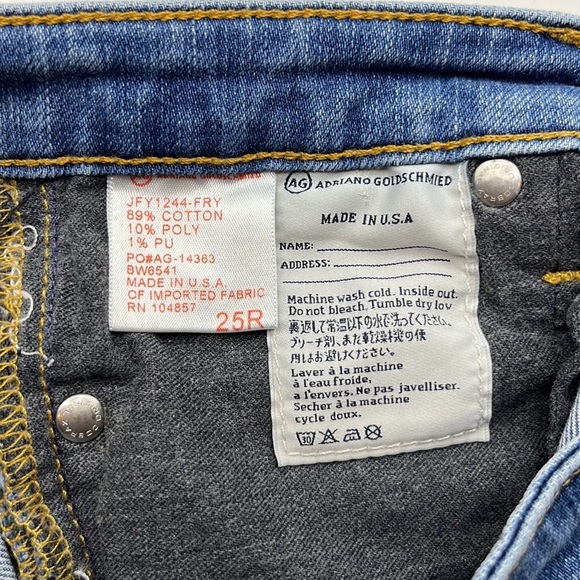 JFY1244-FRY
89% COTTON
10% POLY
1% PU
PO#AG-14363
BW6541
MADE IN U.S.A
OF IMPORTED FABRIC
RN 104857
25R
AG ADRIANO GOLDSCHMIED
MADE IN U.S.A
NAME:
ADDRESS:
Machine wash cold. Inside out.
Do not bleach. Tumble dry low
裏返して常温以下の水で洗ってください。
ブリーチ剤、また乾燥機の使
用はお避けください。
Laver à la machine
à l'eau froide,
a l'envers. Ne pas javelliser.
Secher à la machine
cycle doux.